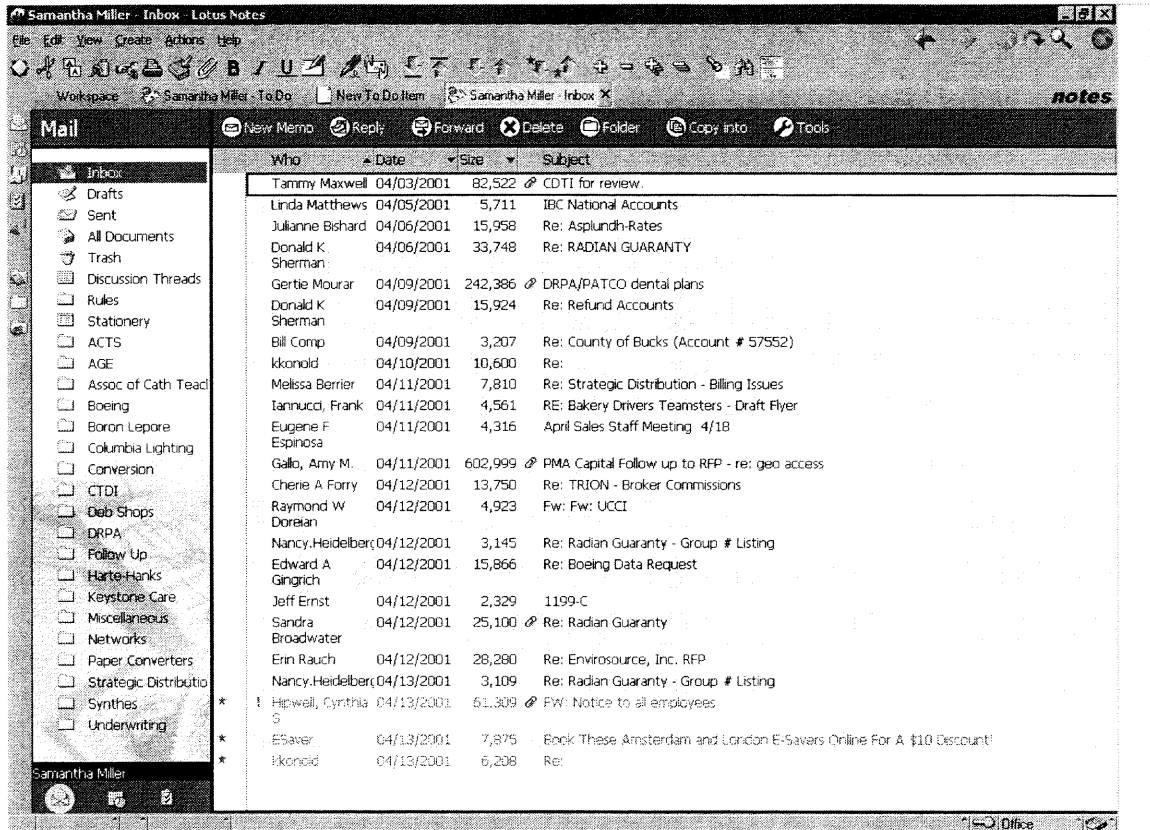 Samantha Miller - Inbox - Lotus Notes
File Edit View Create Actions Help
B I U
Workspace Samantha Miller - To Do New To Do Item Samantha Miller - Inbox X notes
Mail New Memo Reply Forward Delete Folder Copy into Tools
Who Date Size Subject
Inbox
Drafts
Sent
All Documents
Trash
Discussion Threads
Rules
Stationery
ACTS
AGE
Assoc of Cath Teacl
Boeing
Boron Lepore
Columbia Lighting
Conversion
CTDI
Deb Shops
DRPA
Follow Up
Harte-Hanks
Keystone Care
Miscellaneous
Networks
Paper Converters
Strategic Distributio
Synthes
Underwriting
Samantha Miller
Tammy Maxwell 04/03/2001 82,522 CDTI for review.
Linda Matthews 04/05/2001 5,711 IBC National Accounts
Julianne Bishard 04/06/2001 15,958 Re: Asplundh-Rates
Donald K 04/06/2001 33,748 Re: RADIAN GUARANTY
Sherman
Gertie Mourar 04/09/2001 242,386 DRPA/PATCO dental plans
Donald K 04/09/2001 15,924 Re: Refund Accounts
Sherman
Bill Comp 04/09/2001 3,207 Re: County of Bucks (Account # 57552)
kkonold 04/10/2001 10,600 Re:
Melissa Berrier 04/11/2001 7,810 Re: Strategic Distribution - Billing Issues
Iannucci, Frank 04/11/2001 4,561 RE: Bakery Drivers Teamsters - Draft Flyer
Eugene F 04/11/2001 4,316 April Sales Staff Meeting 4/18
Espinosa
Gallo, Amy M. 04/11/2001 602,999 PMA Capital Follow up to RFP - re: geo access
Cherie A Forry 04/12/2001 13,750 Re: TRION - Broker Commissions
Raymond W 04/12/2001 4,923 Fw: Fw: UCCI
Doreian
Nancy.Heidelberg 04/12/2001 3,145 Re: Radian Guaranty - Group # Listing
Edward A 04/12/2001 15,866 Re: Boeing Data Request
Gingrich
Jeff Ernst 04/12/2001 2,329 1199-C
Sandra 04/12/2001 25,100 Re: Radian Guaranty
Broadwater
Erin Rauch 04/12/2001 28,280 Re: Envirosource, Inc. RFP
Nancy.Heidelberg 04/13/2001 3,109 Re: Radian Guaranty - Group # Listing
* ! Hipwell, Cynthia 04/13/2001 61,309 FW: Notice to all employees
S
* ESaver 04/13/2001 7,875 Book These Amsterdam and London E-Savers Online For A $10 Discount!
* kkonold 04/13/2001 6,208 Re:
Office